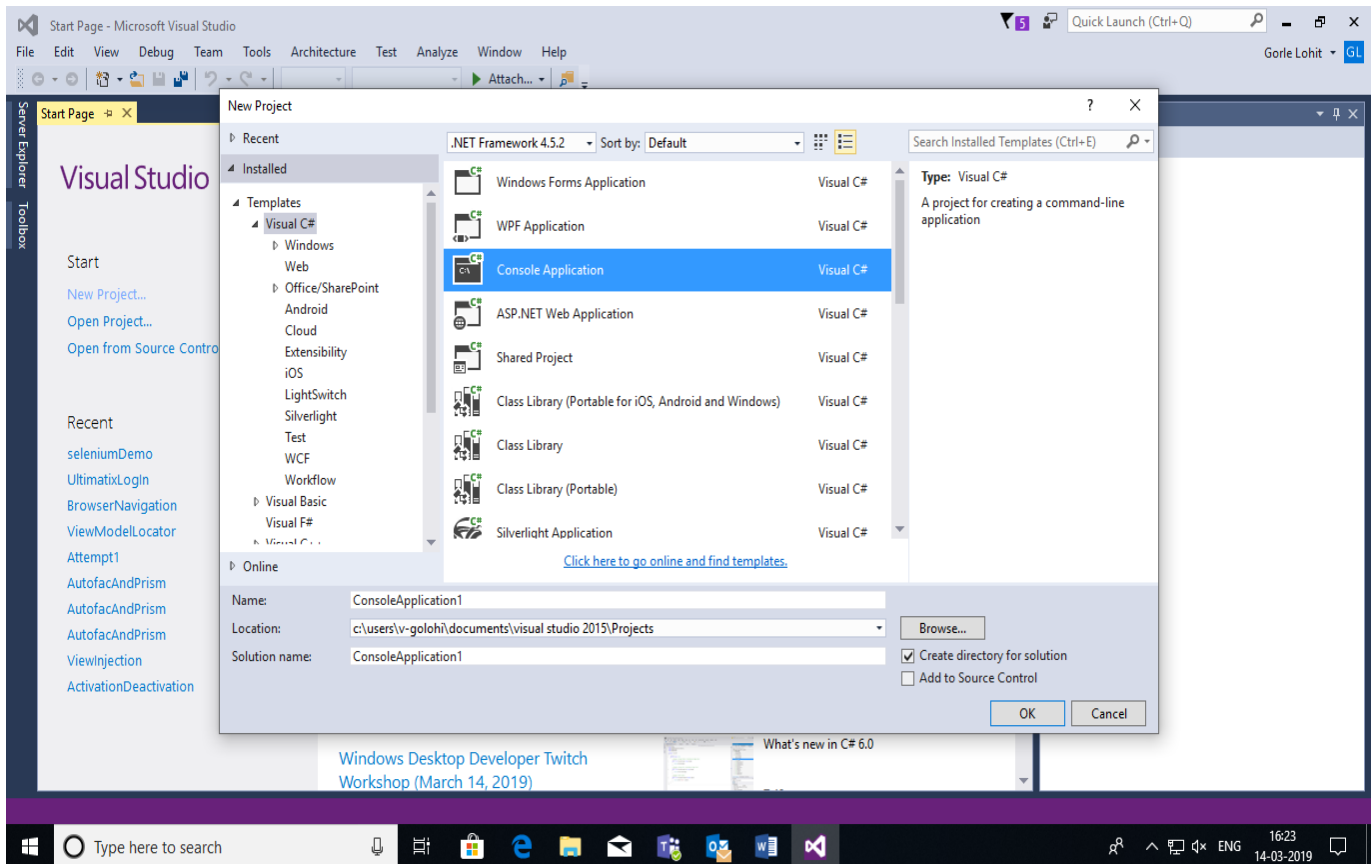 Start Page - Microsoft Visual Studio
5
Quick Launch (Ctrl+Q)
File Edit View Debug Team Tools Architecture Test Analyze Window Help
Gorle Lohit GL
Attach...
Server Explorer
Toolbox
Start Page
Visual Studio
Start
New Project...
Open Project...
Open from Source Contro
Recent
seleniumDemo
UltimatixLogIn
BrowserNavigation
ViewModelLocator
Attempt1
AutofacAndPrism
AutofacAndPrism
AutofacAndPrism
ViewInjection
ActivationDeactivation
New Project
?
Recent
Installed
Templates
Visual C#
Windows
Web
Office/SharePoint
Android
Cloud
Extensibility
iOS
LightSwitch
Silverlight
Test
WCF
Workflow
Visual Basic
Visual F#
Visual C++
Online
.NET Framework 4.5.2 Sort by: Default
Windows Forms Application Visual C#
WPF Application Visual C#
Console Application Visual C#
ASP.NET Web Application Visual C#
Shared Project Visual C#
Class Library (Portable for iOS, Android and Windows) Visual C#
Class Library Visual C#
Class Library (Portable) Visual C#
Silverlight Application Visual C#
Click here to go online and find templates.
Search Installed Templates (Ctrl+E)
Type: Visual C#
A project for creating a command-line
application
Name: ConsoleApplication1
Location: c:\users\v-golohi\documents\visual studio 2015\Projects
Browse...
Solution name: ConsoleApplication1
Create directory for solution
Add to Source Control
OK Cancel
Windows Desktop Developer Twitch
Workshop (March 14, 2019)
What's new in C# 6.0
Type here to search
ENG
16:23
14-03-2019